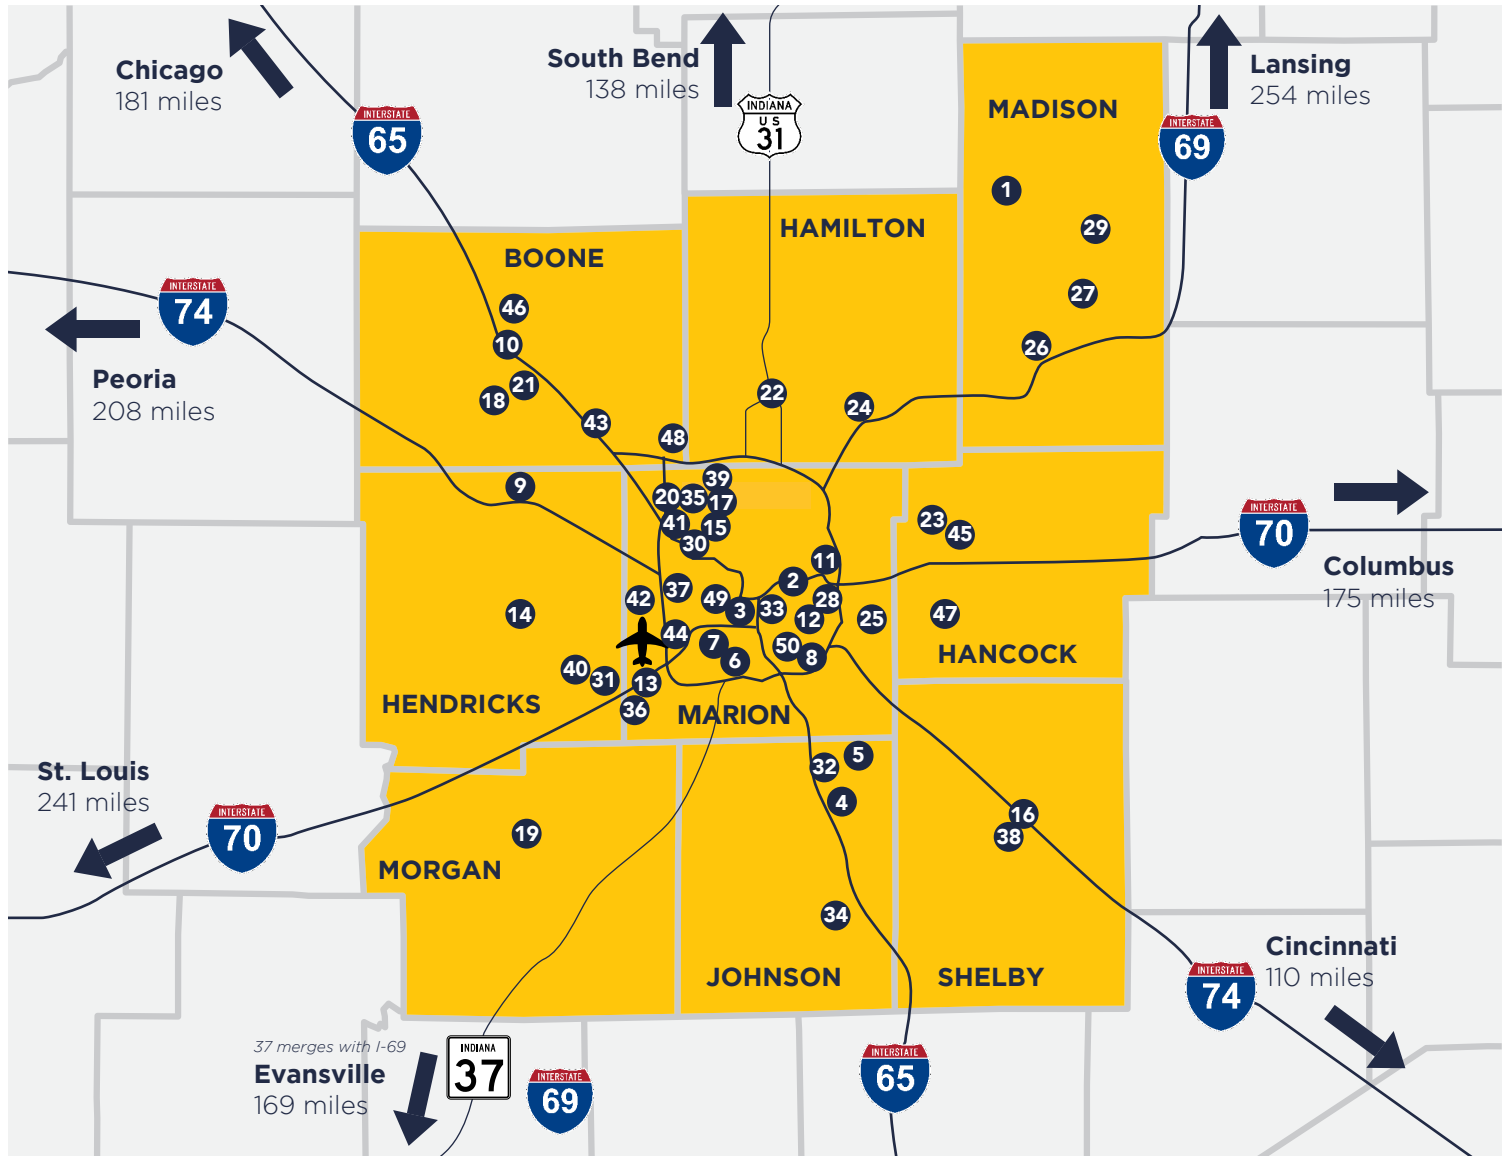 Chicago
181 miles
INTERSTATE
65
South Bend
138 miles
INDIANA
US
31
Lansing
254 miles
INTERSTATE
69
MADISON
1
29
27
26
HAMILTON
22
24
BOONE
46
10
21
18
43
48
INTERSTATE
74
Peoria
208 miles
9
14
40
31
HENDRICKS
39
20
35
17
41
15
30
11
2
37
42
49
3
33
28
12
25
44
7
6
50
8
13
36
MARION
23
45
47
HANCOCK
INTERSTATE
70
Columbus
175 miles
St. Louis
241 miles
INTERSTATE
70
19
MORGAN
5
32
4
34
JOHNSON
16
38
SHELBY
Cincinnati
110 miles
INTERSTATE
74
37 merges with I-69
Evansville
169 miles
INDIANA
37
INTERSTATE
69
INTERSTATE
65